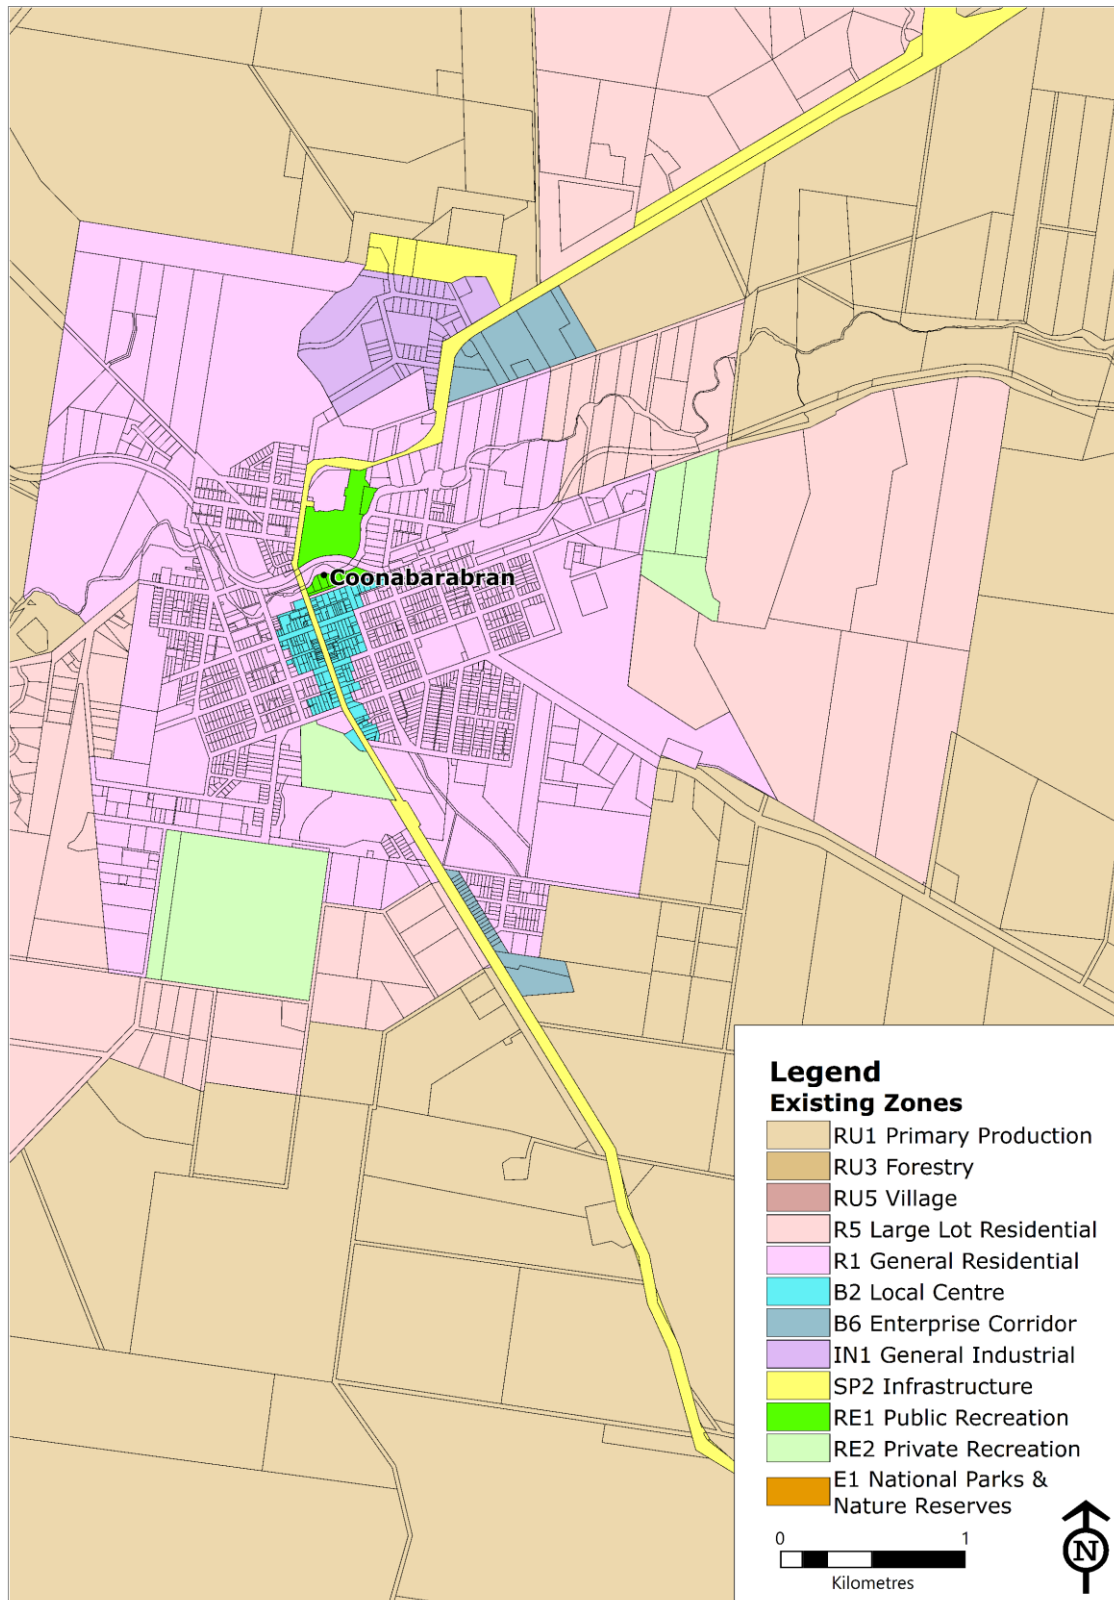 Coonabarabran
Legend
Existing Zones
RU1 Primary Production
RU3 Forestry
RU5 Village
R5 Large Lot Residential
R1 General Residential
B2 Local Centre
B6 Enterprise Corridor
IN1 General Industrial
SP2 Infrastructure
RE1 Public Recreation
RE2 Private Recreation
E1 National Parks &
Nature Reserves
0 1
Kilometres
N